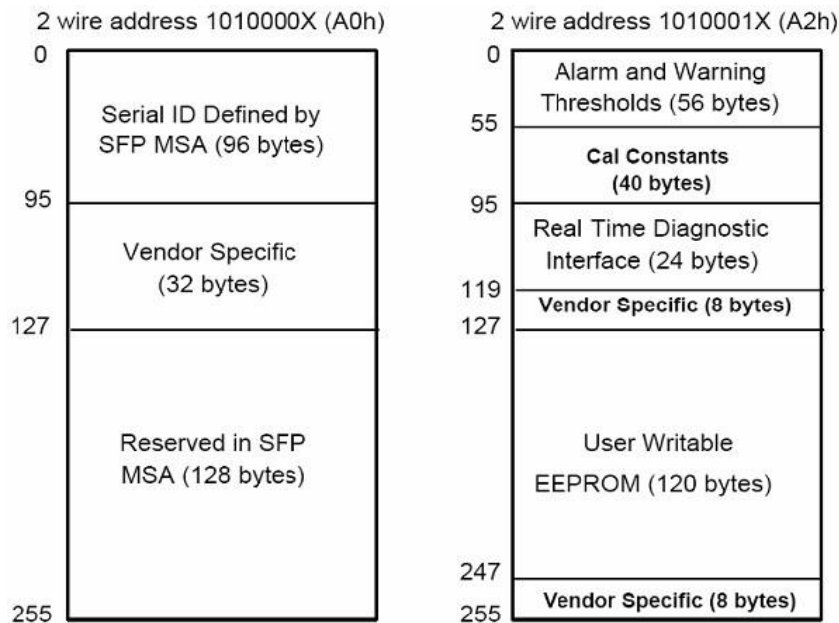 2 wire address 1010000X (A0h)
0
Serial ID Defined by
SFP MSA (96 bytes)
95
Vendor Specific
(32 bytes)
127
Reserved in SFP
MSA (128 bytes)
255
2 wire address 1010001X (A2h)
0
Alarm and Warning
Thresholds (56 bytes)
55
Cal Constants
(40 bytes)
95
Real Time Diagnostic
Interface (24 bytes)
119
Vendor Specific (8 bytes)
127
User Writable
EEPROM (120 bytes)
247
Vendor Specific (8 bytes)
255